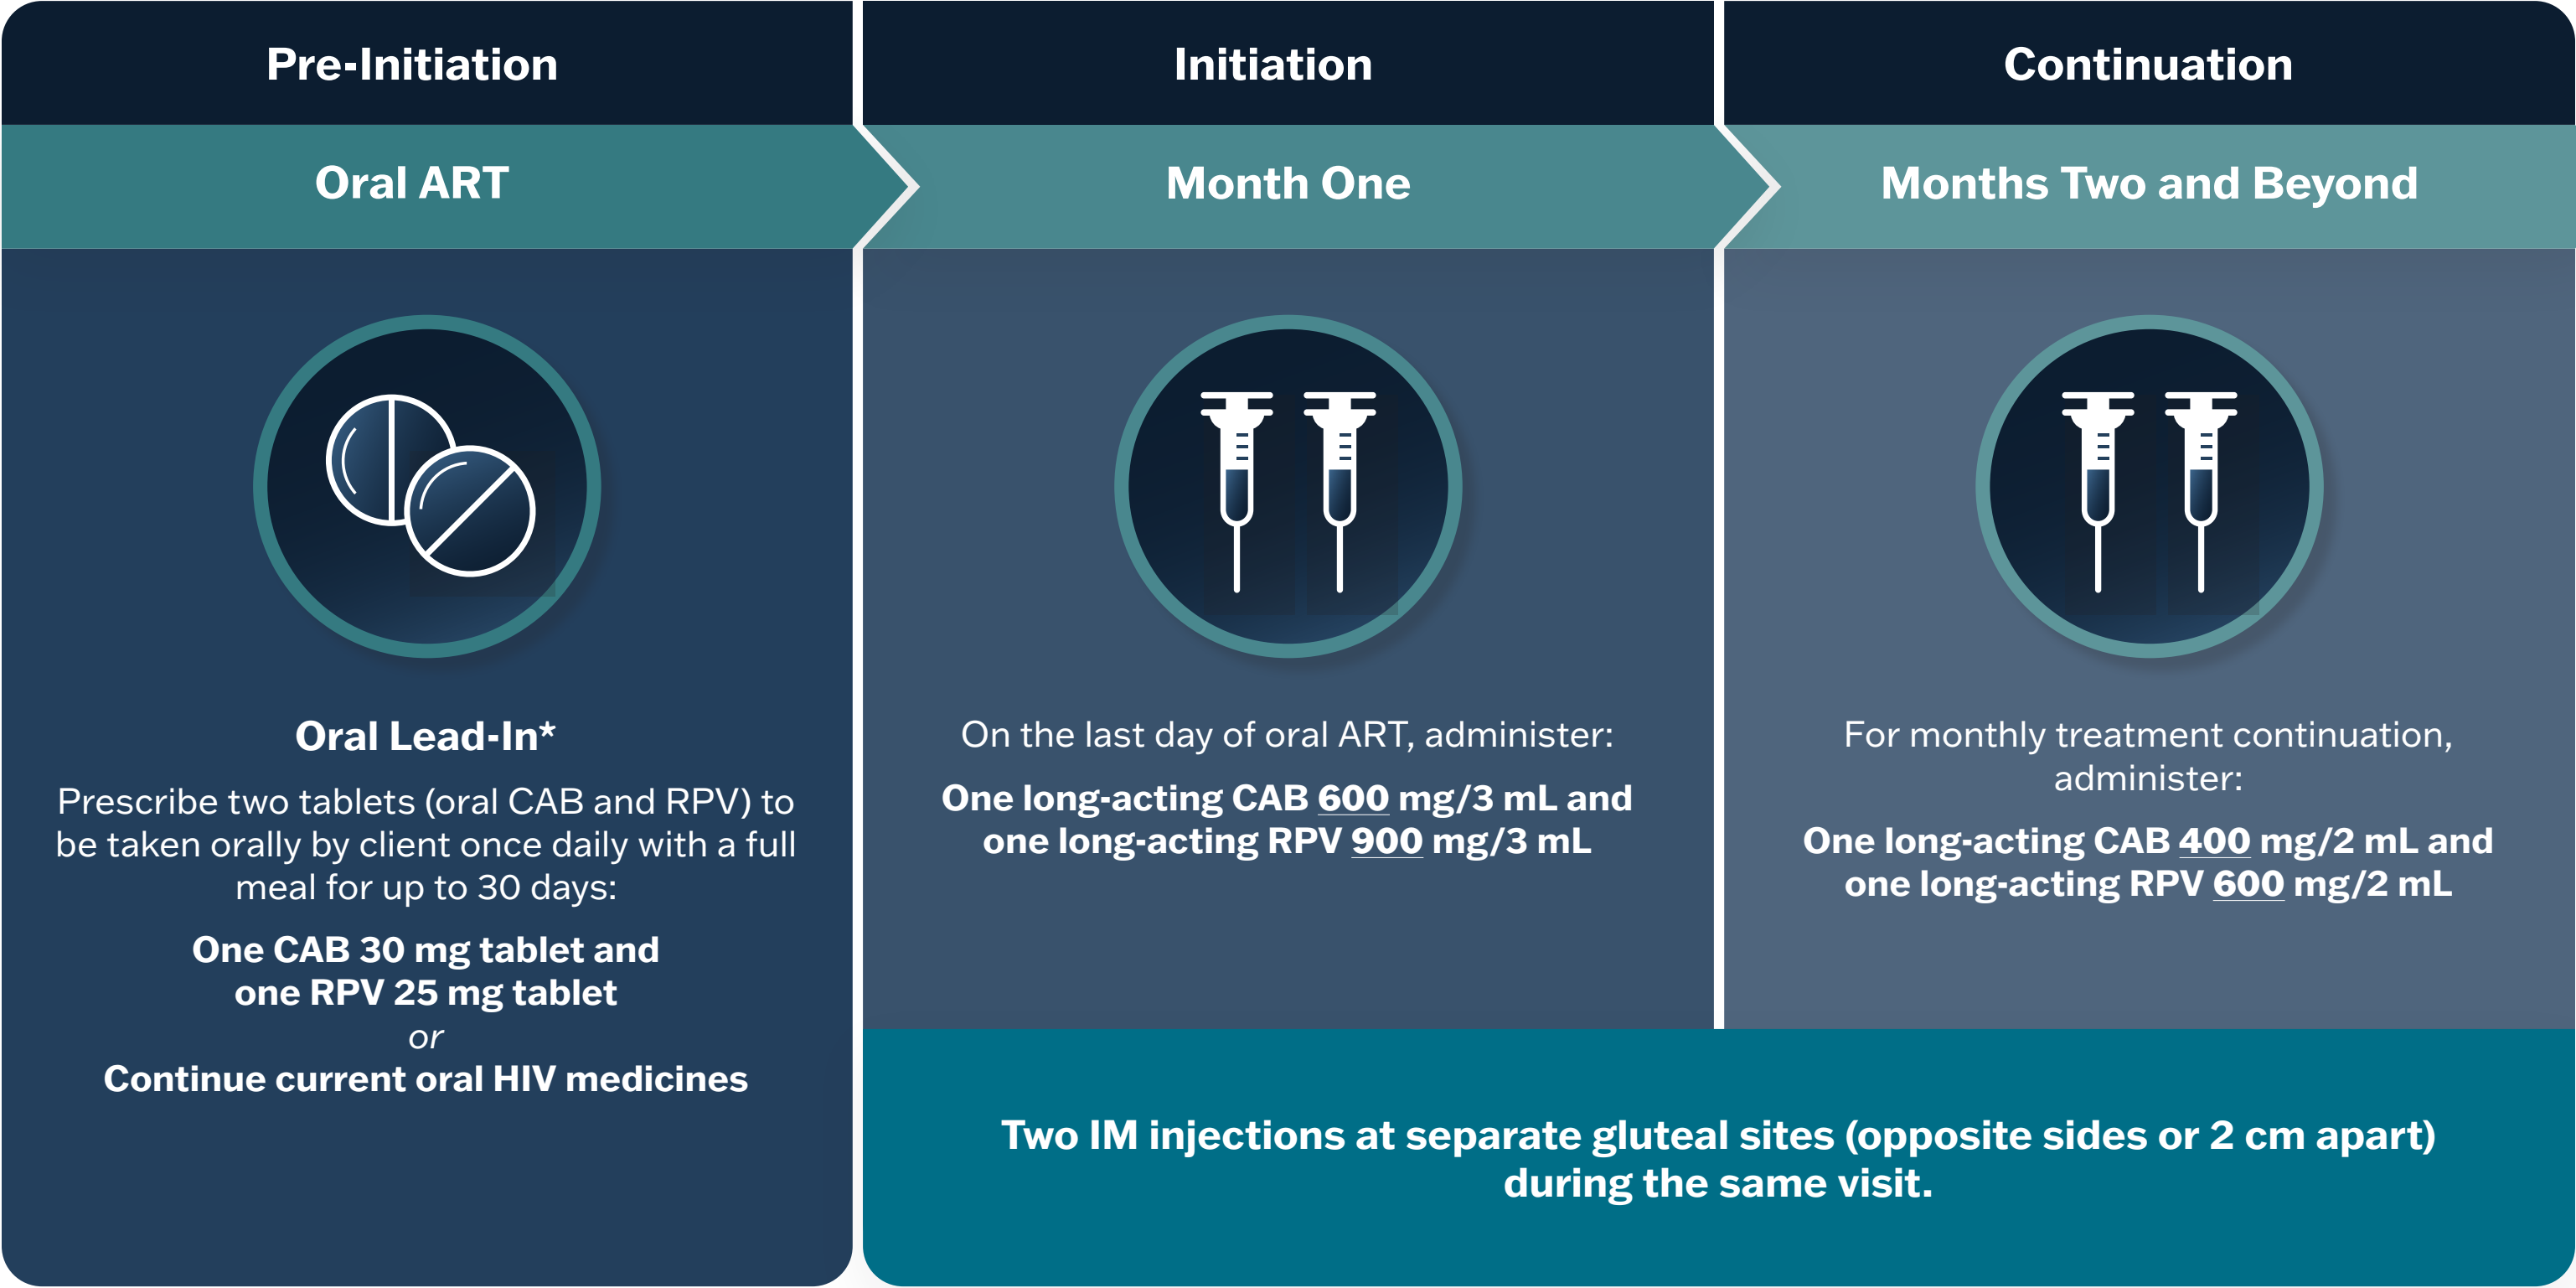 Pre-Initiation
Oral ART
Oral Lead-In*
Prescribe two tablets (oral CAB and RPV) to
be taken orally by client once daily with a full
meal for up to 30 days:
One CAB 30 mg tablet and
one RPV 25 mg tablet
or
Continue current oral HIV medicines
Initiation
Month One
On the last day of oral ART, administer:
One long-acting CAB 600 mg/3 mL and
one long-acting RPV 900 mg/3 mL
Continuation
Months Two and Beyond
For monthly treatment continuation,
administer:
One long-acting CAB 400 mg/2 mL and
one long-acting RPV 600 mg/2 mL
Two IM injections at separate gluteal sites (opposite sides or 2 cm apart)
during the same visit.